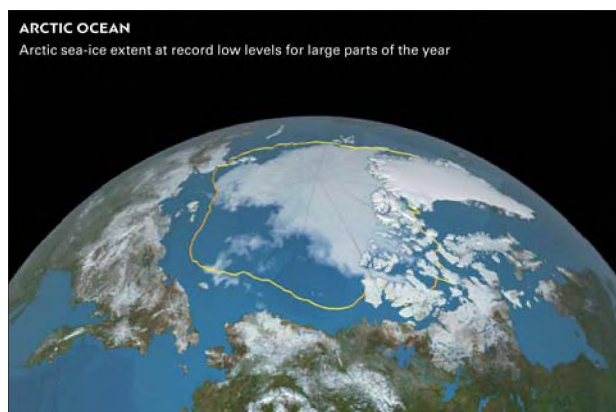 ARCTIC OCEAN
Arctic sea-ice extent at record low levels for large parts of the year